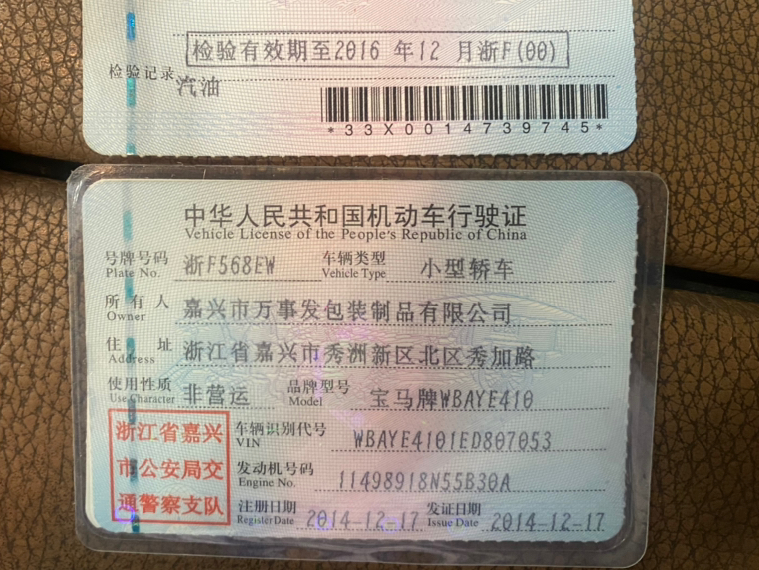 检验有效期至2016 年12 月浙F(00)
检验记录
汽油
*33X0014739745*
中华人民共和国机动车行驶证
Vehicle License of the People's Republic of China
号牌号码 浙F568EW 车辆类型 小型轿车
Plate No. Vehicle Type
所有人 嘉兴市万事发包装制品有限公司
Owner
住址 浙江省嘉兴市秀洲新区北区秀加路
Address
使用性质 非营运 品牌型号 宝马牌WBAYE410
Use Character Model
浙江省嘉兴
市公安局交
通警察支队
车辆识别代号 WBAYE4101ED807053
VIN
发动机号码 11498918N55B30A
Engine No.
注册日期 2014-12-17 发证日期 2014-12-17
Register Date Issue Date